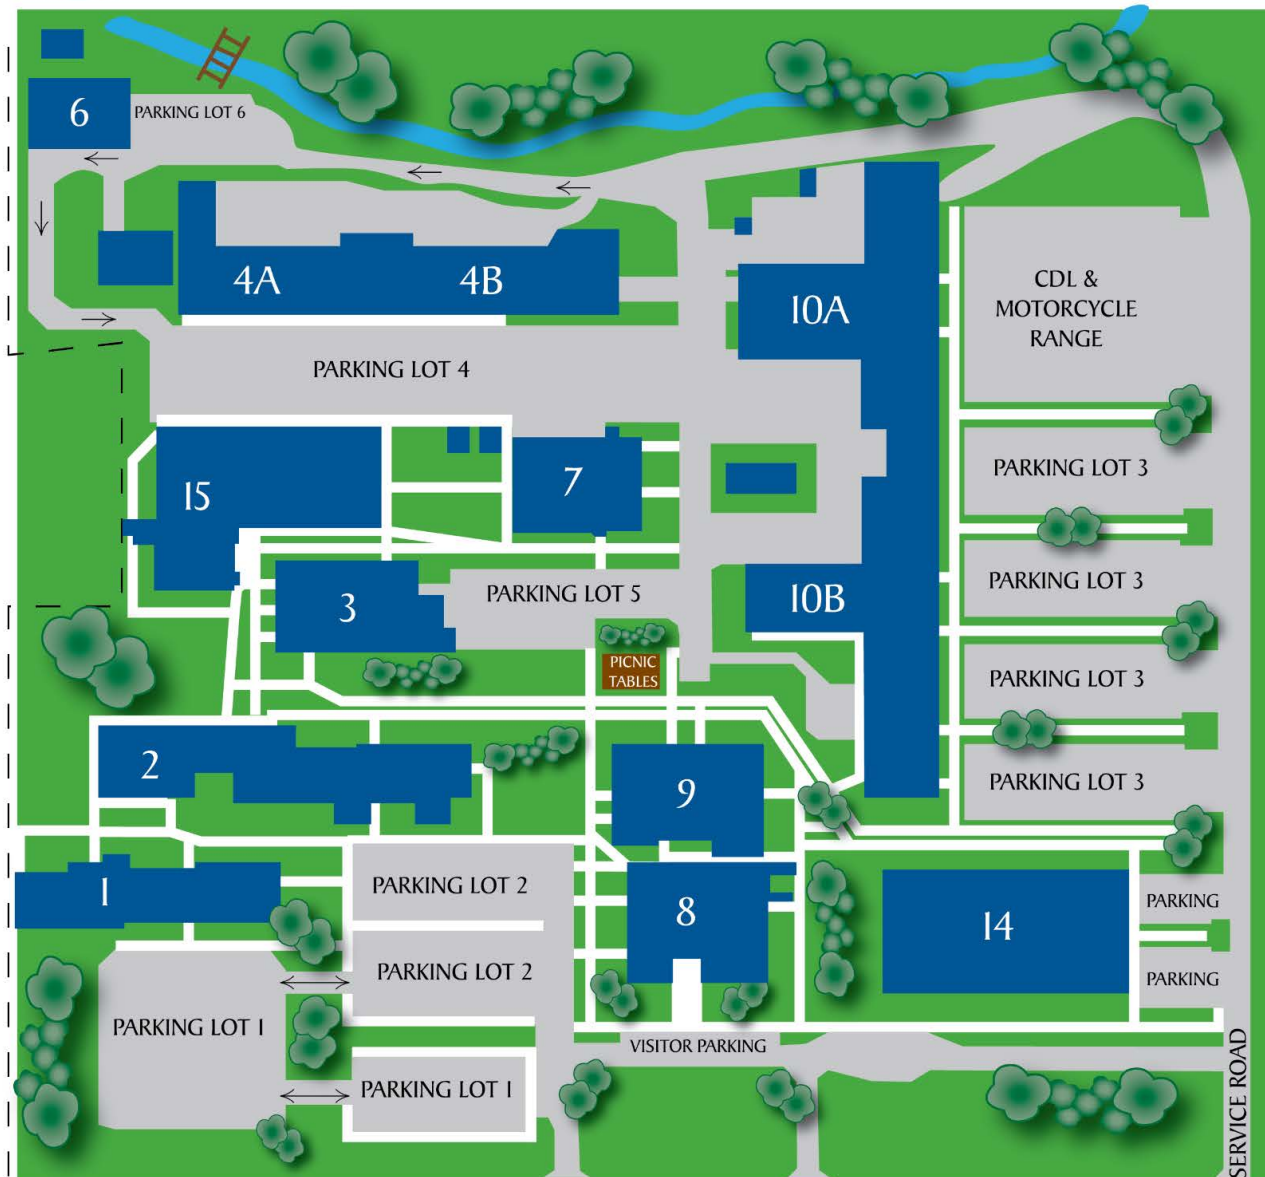 6
PARKING LOT 6
4A
4B
10A
CDL &
MOTORCYCLE
RANGE
PARKING LOT 4
15
7
PARKING LOT 3
3
PARKING LOT 5
10B
PARKING LOT 3
PICNIC
TABLES
PARKING LOT 3
2
9
PARKING LOT 3
1
PARKING LOT 2
8
14
PARKING
PARKING LOT 2
PARKING
PARKING LOT 1
VISITOR PARKING
PARKING LOT 1
SERVICE ROAD